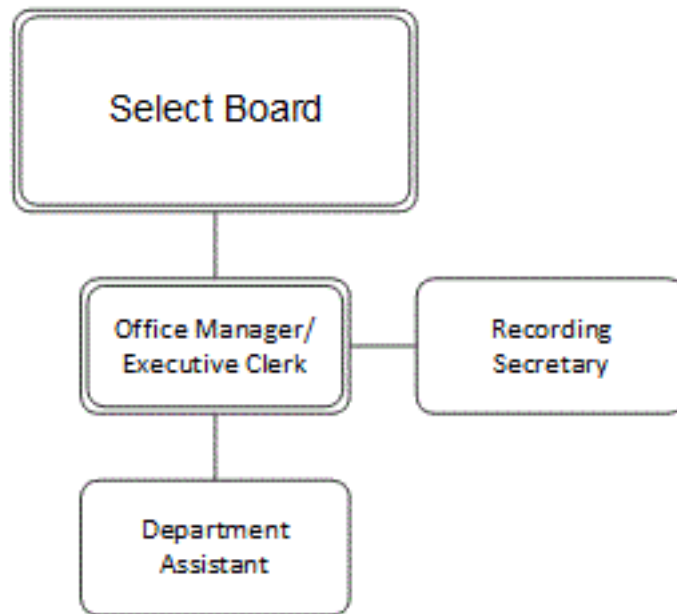 Select Board
Office Manager/
Executive Clerk
Recording
Secretary
Department
Assistant